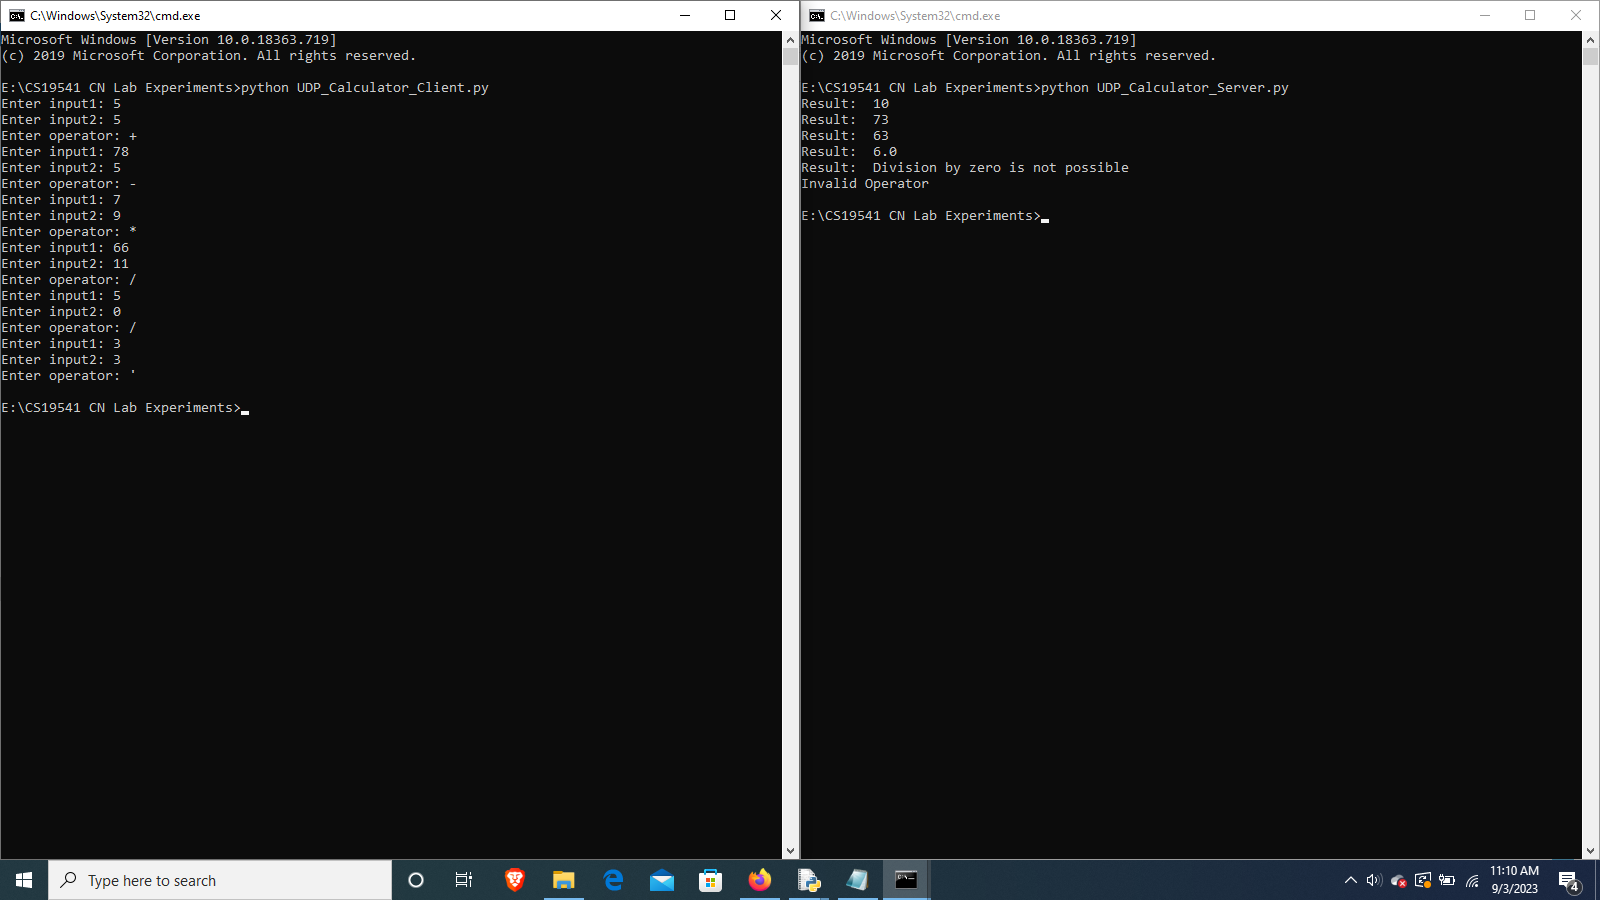 C:\Windows\System32\cmd.exe
Microsoft Windows [Version 10.0.18363.719]
(c) 2019 Microsoft Corporation. All rights reserved.
E:\CS19541 CN Lab Experiments>python UDP_Calculator_Client.py
Enter input1: 5
Enter input2: 5
Enter operator: +
Enter input1: 78
Enter input2: 5
Enter operator: -
Enter input1: 7
Enter input2: 9
Enter operator: *
Enter input1: 66
Enter input2: 11
Enter operator: /
Enter input1: 5
Enter input2: 0
Enter operator: /
Enter input1: 3
Enter input2: 3
Enter operator: '
E:\CS19541 CN Lab Experiments>
C:\Windows\System32\cmd.exe
Microsoft Windows [Version 10.0.18363.719]
(c) 2019 Microsoft Corporation. All rights reserved.
E:\CS19541 CN Lab Experiments>python UDP_Calculator_Server.py
Result:  10
Result:  73
Result:  63
Result:  6.0
Result:  Division by zero is not possible
Invalid Operator
E:\CS19541 CN Lab Experiments>
Type here to search
11:10 AM
9/3/2023
4